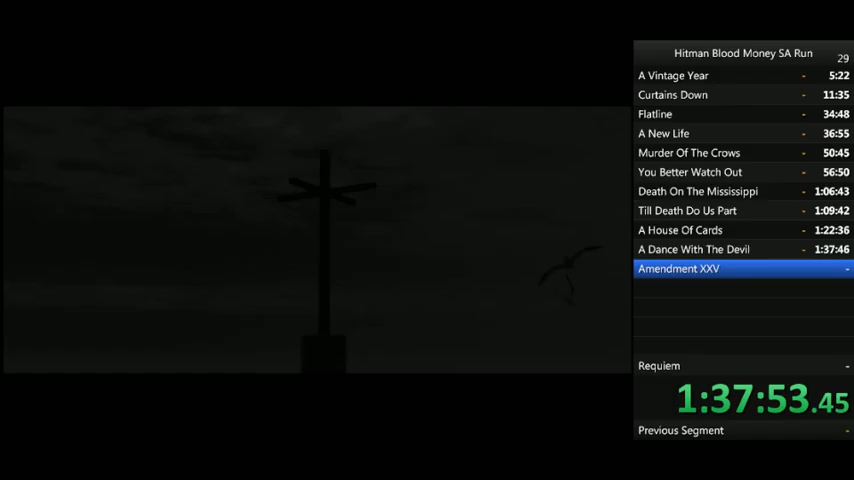 Hitman Blood Money SA Run 29
A Vintage Year - 5:22
Curtains Down - 11:35
Flatline - 34:48
A New Life - 36:55
Murder Of The Crows - 50:45
You Better Watch Out - 56:50
Death On The Mississippi - 1:06:43
Till Death Do Us Part - 1:09:42
A House Of Cards - 1:22:36
A Dance With The Devil - 1:37:46
Amendment XXV -
Requiem -
1:37:53.45
Previous Segment -